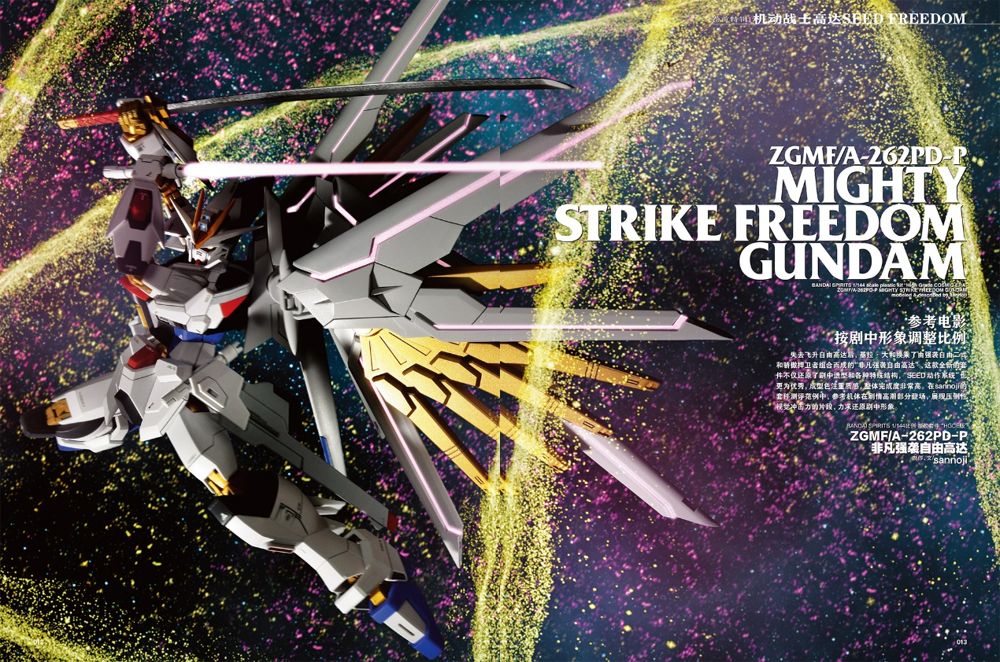 [卷首特辑] 机动战士高达SEED FREEDOM
ZGMF/A-262PD-P
MIGHTY
STRIKE FREEDOM
GUNDAM
BANDAI SPIRITS 1/144 scale plastic kit "High Grade COSMIC ERA"
ZGMF/A-262PD-P MIGHTY STRIKE FREEDOM GUNDAM
modeled & described by sannoji
参考电影
按剧中形象调整比例
失去飞升自由高达后，基拉·大和换乘了由强袭自由二式
和骄傲捍卫者组合而成的“非凡强袭自由高达”。这款全新的套
件不仅还原了剧中造型和各种特殊结构，“SEED动作系统”也
更为优秀，成型色注重质感，整体完成度非常高。在sannoji的
套件测评范例中，参考机体在剧情高潮部分登场，展现压倒性
视觉冲击力的片段，力求还原剧中形象。
BANDAI SPIRITS 1/144比例 塑胶套件 “HGCE版”
ZGMF/A-262PD-P
非凡强袭自由高达
制作、文/sannoji
012
013